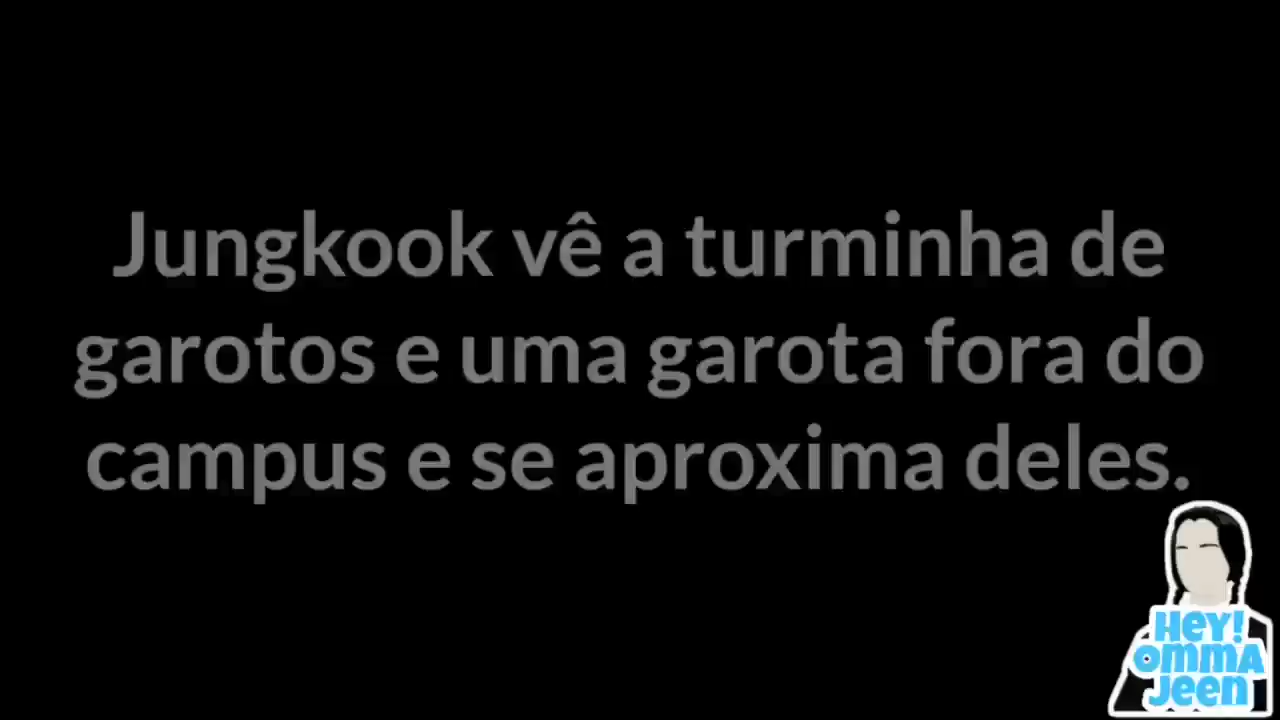 Jungkook vê a turminha de
garotos e uma garota fora do
campus e se aproxima deles.
Hey!
omma
Jeen